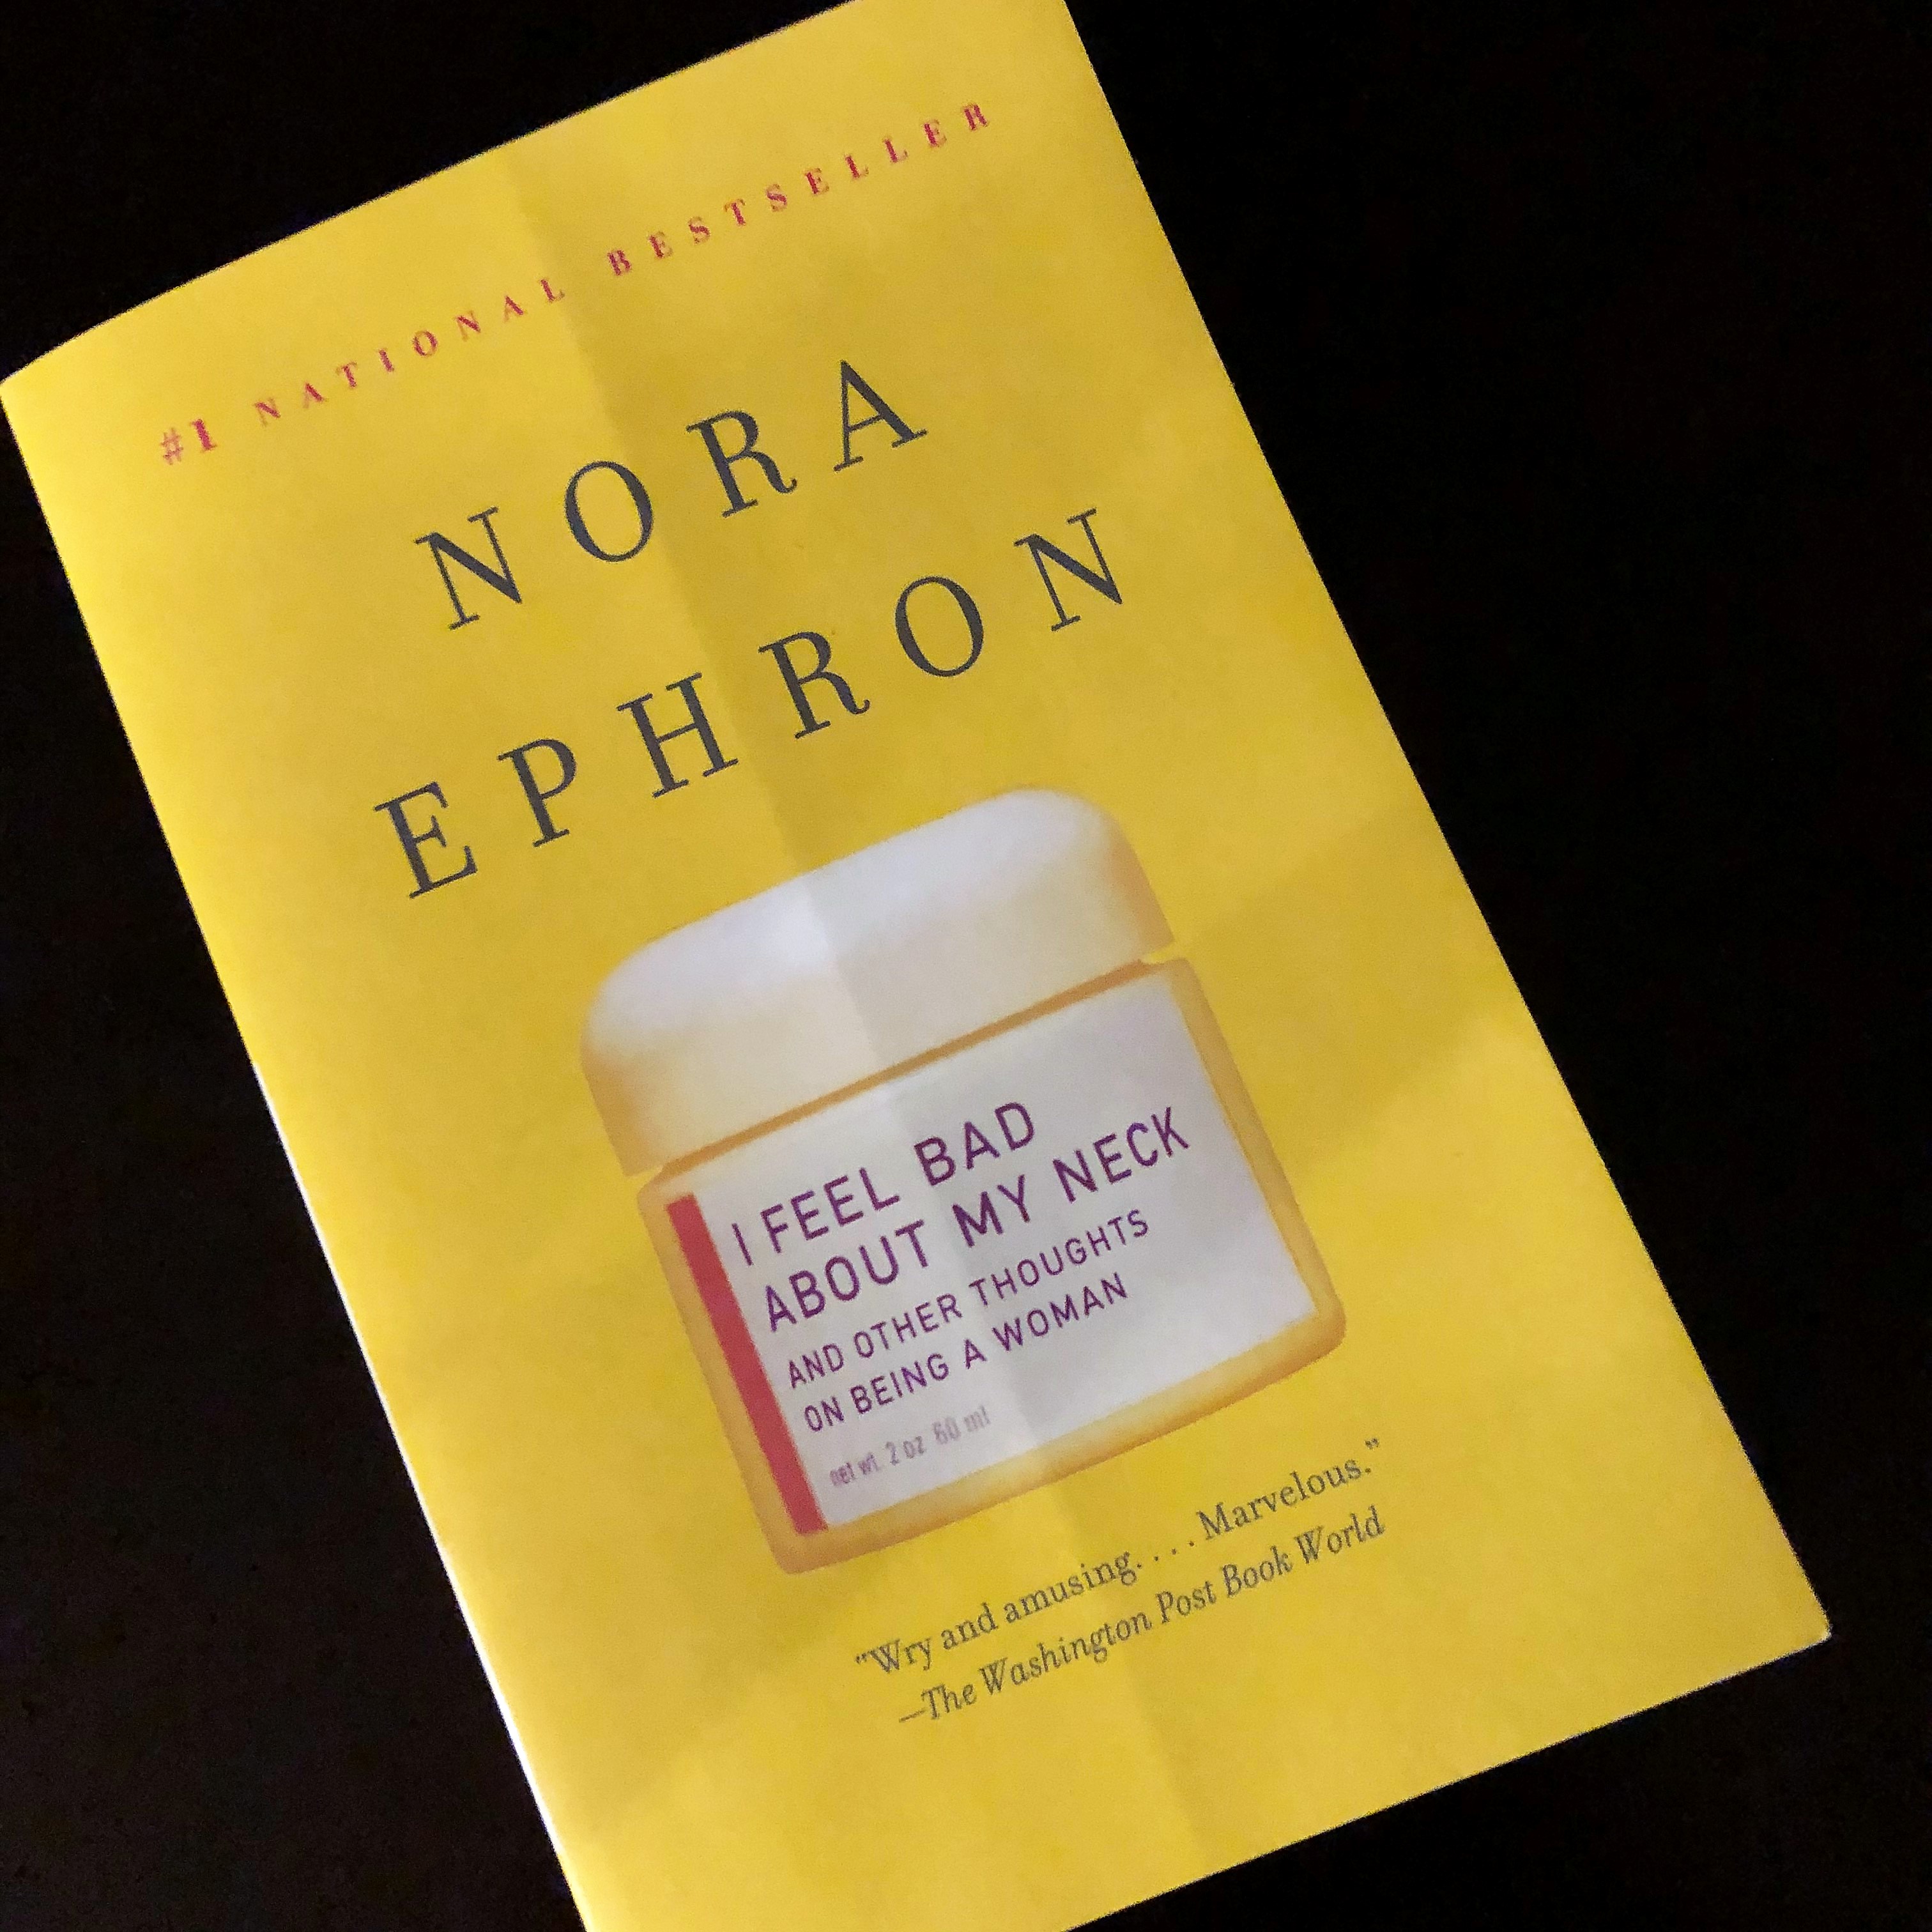 #1 NATIONAL BESTSELLER
NORA
EPHRON
I FEEL BAD
ABOUT MY NECK
AND OTHER THOUGHTS
ON BEING A WOMAN
net wt. 2 oz 60 ml
“Wry and amusing. . . . Marvelous.”
—The Washington Post Book World